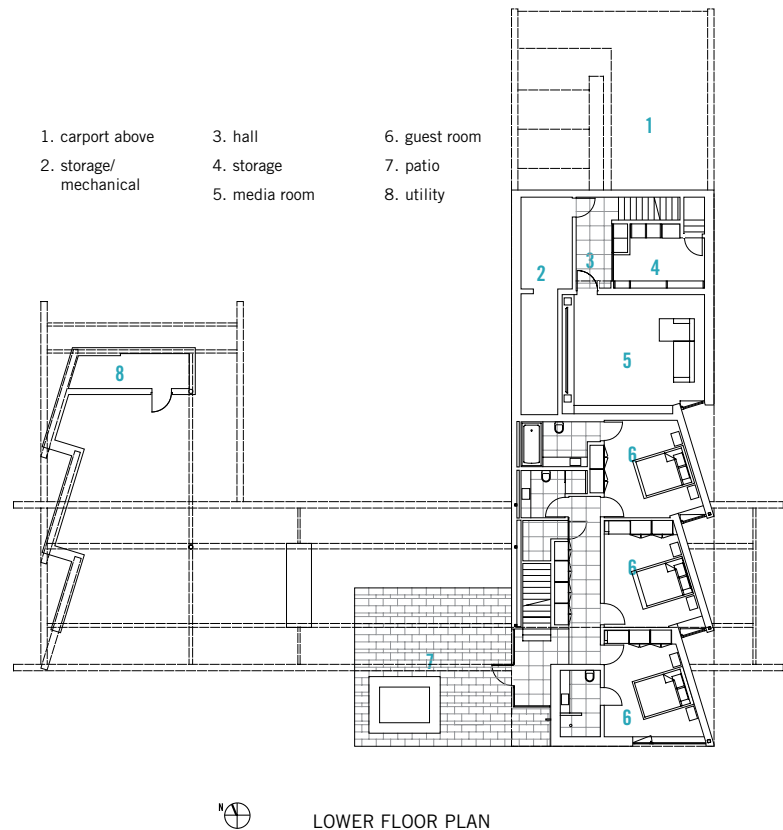 1. carport above
2. storage/
mechanical
3. hall
4. storage
5. media room
6. guest room
7. patio
8. utility
1
2
3
4
5
8
6
6
7
6
N
LOWER FLOOR PLAN